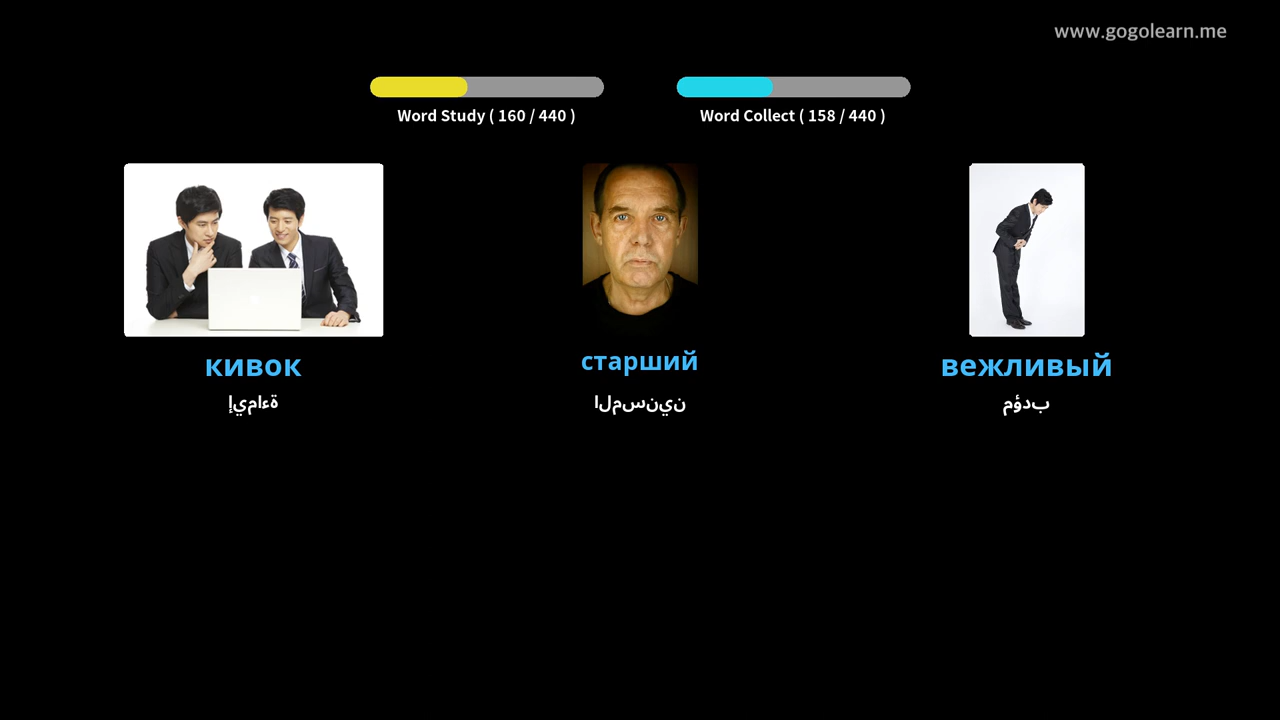 www.gogolearn.me
Word Study ( 160 / 440 )
Word Collect ( 158 / 440 )
кивок
старший
вежливый
إيماءة
المسنين
مؤدب